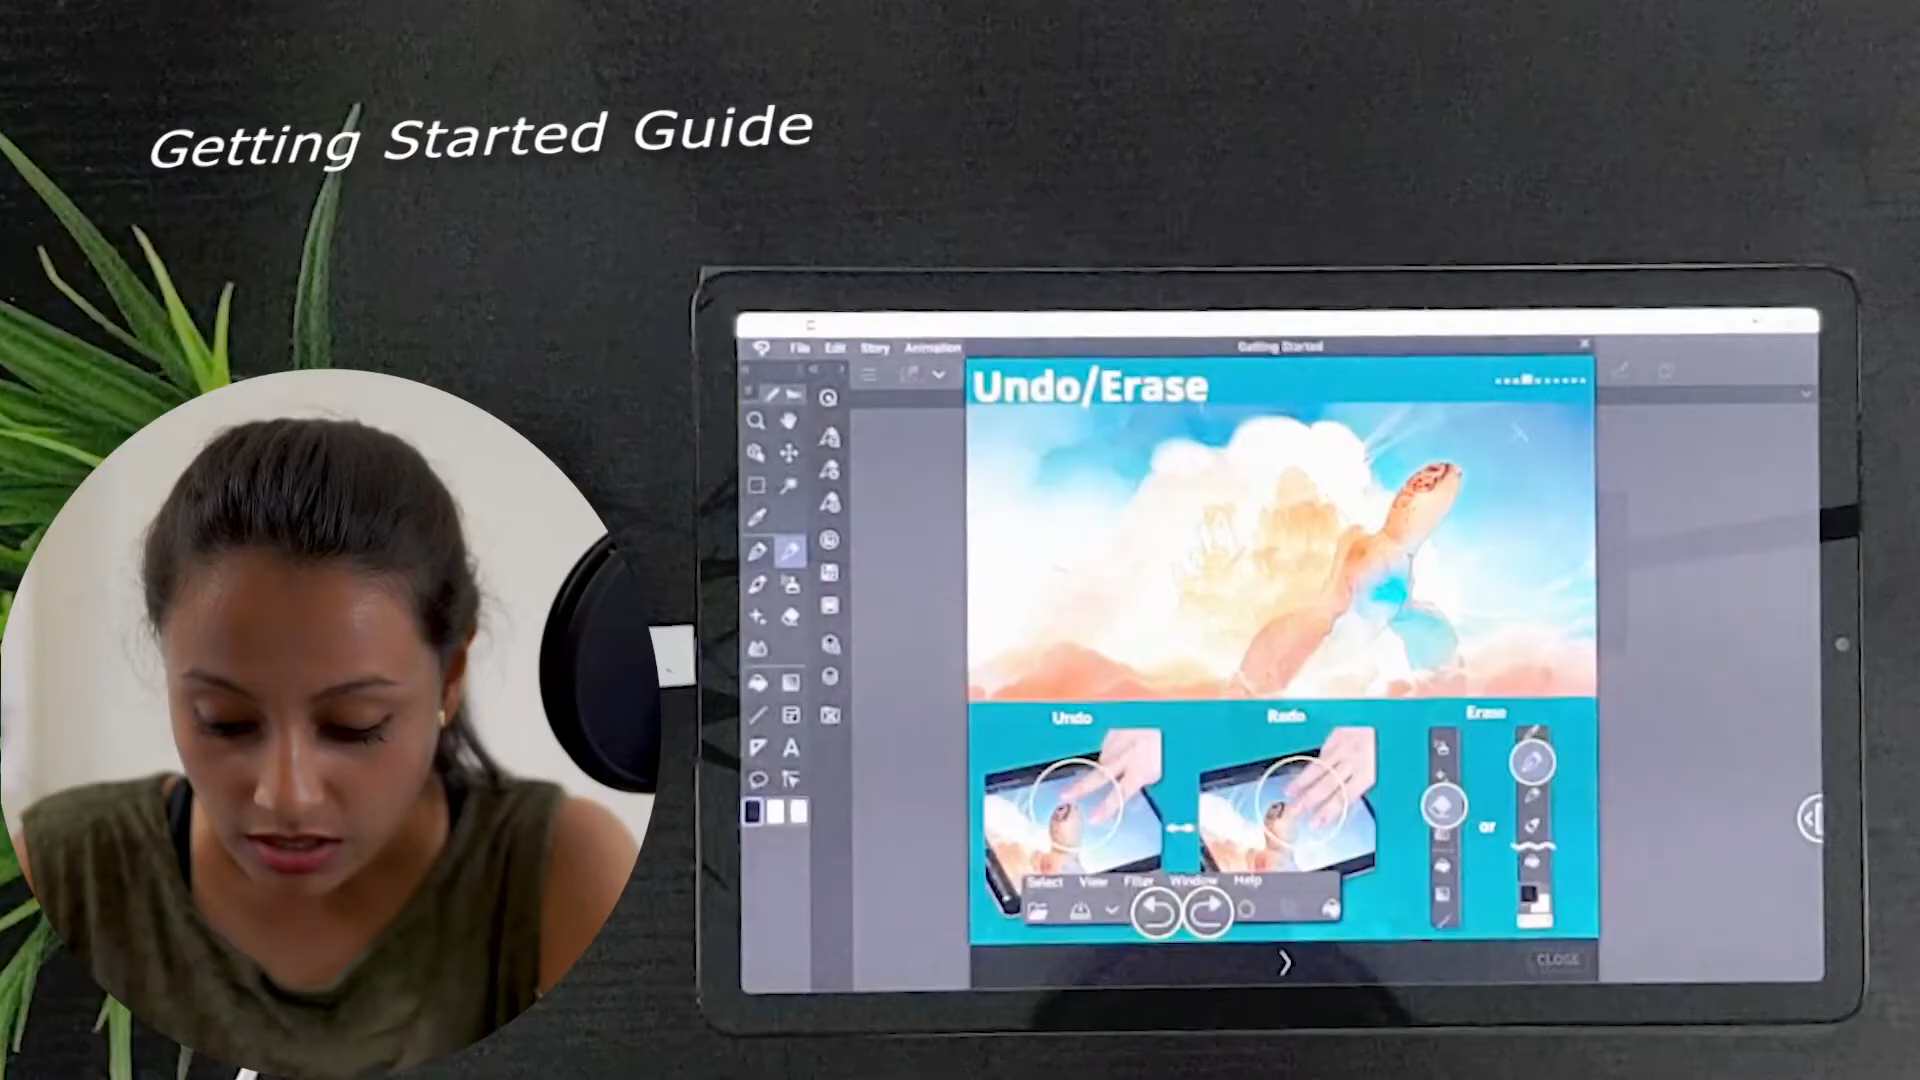 Getting Started Guide
File Edit Story Animation
Getting Started
Undo/Erase
Undo Redo Erase
or
Select View Filter Window Help
CLOSE
A